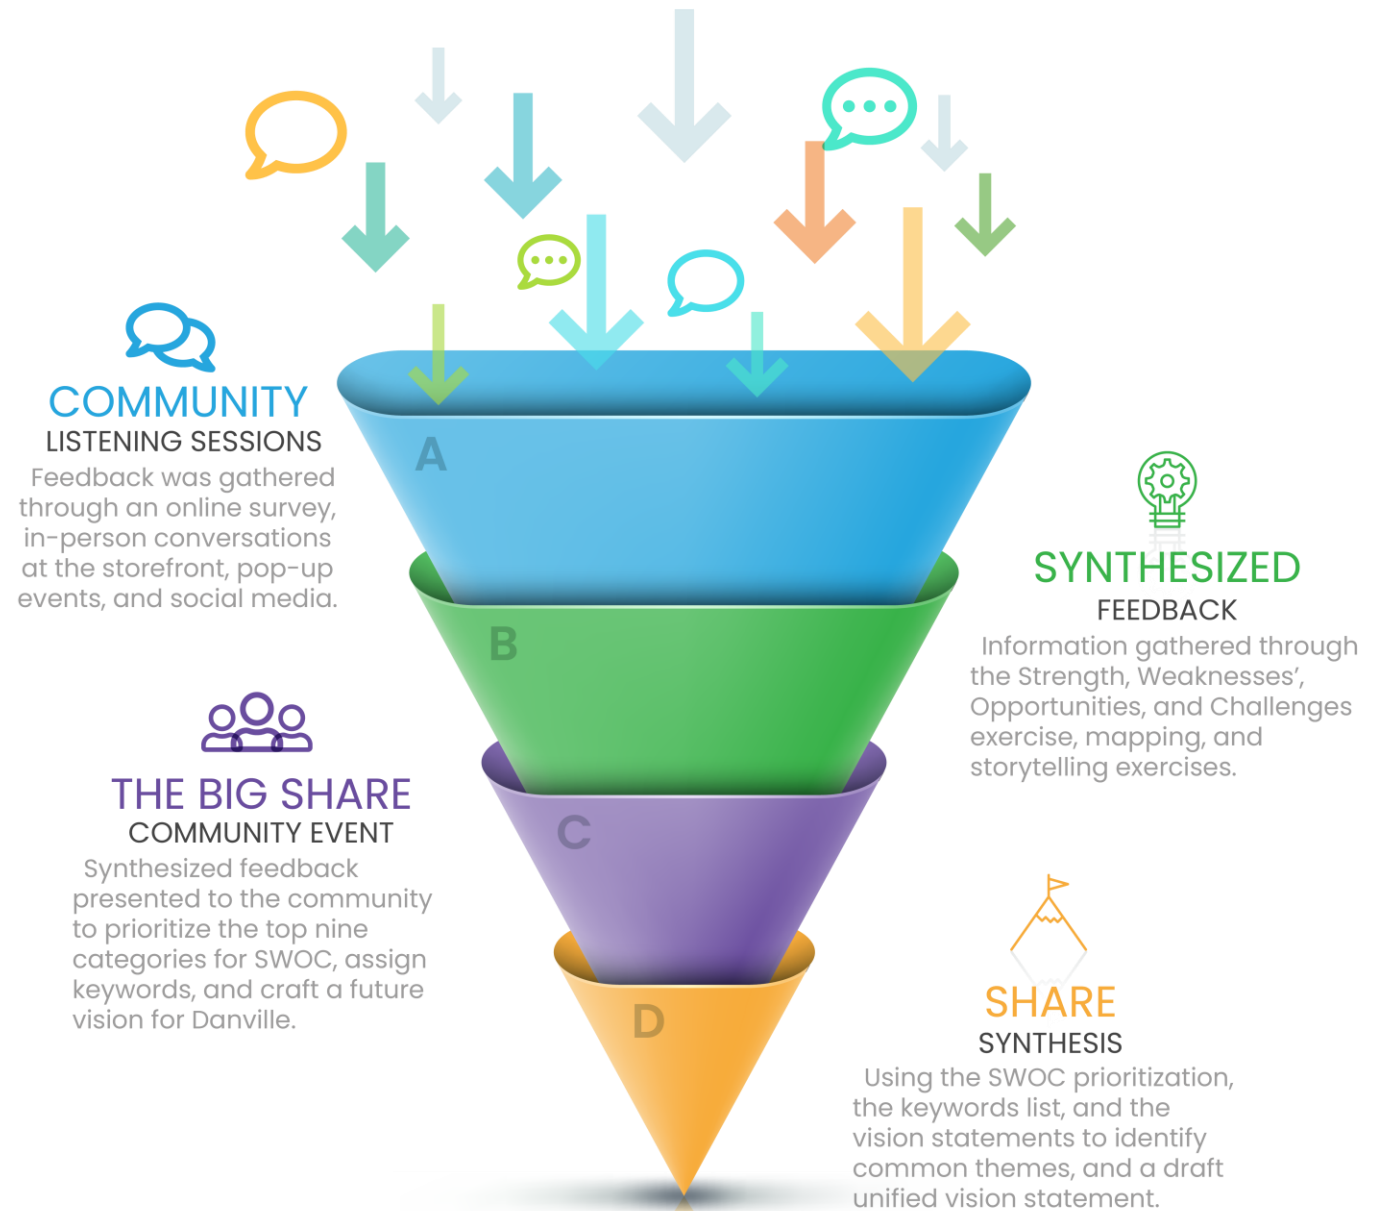 COMMUNITY
LISTENING SESSIONS
Feedback was gathered
through an online survey,
in-person conversations
at the storefront, pop-up
events, and social media.
A
SYNTHESIZED
FEEDBACK
Information gathered through
the Strength, Weaknesses’,
Opportunities, and Challenges
exercise, mapping, and
storytelling exercises.
B
THE BIG SHARE
COMMUNITY EVENT
Synthesized feedback
presented to the community
to prioritize the top nine
categories for SWOC, assign
keywords, and craft a future
vision for Danville.
C
SHARE
SYNTHESIS
Using the SWOC prioritization,
the keywords list, and the
vision statements to identify
common themes, and a draft
unified vision statement.
D